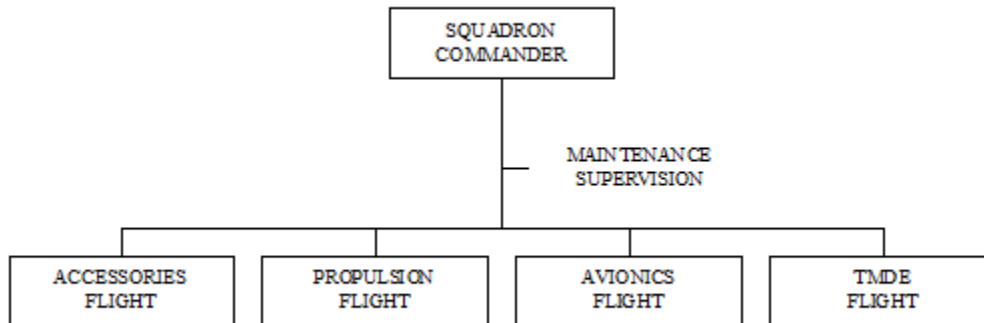 SQUADRON
COMMANDER
MAINTENANCE
SUPERVISION
ACCESSORIES
FLIGHT
PROPULSION
FLIGHT
AVIONICS
FLIGHT
TMDE
FLIGHT